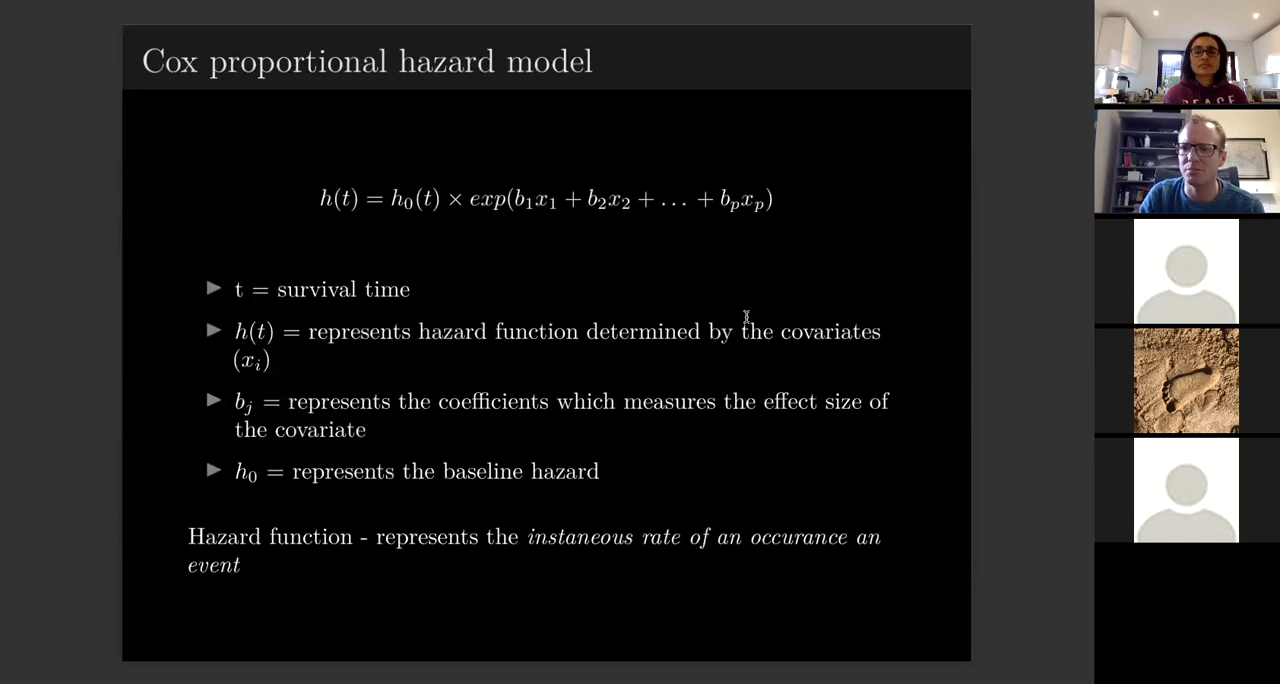 Cox proportional hazard model
h(t) = h₀(t) × exp(b₁x₁ + b₂x₂ + … + bₚxₚ)
t = survival time
h(t) = represents hazard function determined by the covariates
(xᵢ)
bⱼ = represents the coefficients which measures the effect size of
the covariate
h₀ = represents the baseline hazard
Hazard function - represents the instaneous rate of an occurance an
event
PEACE